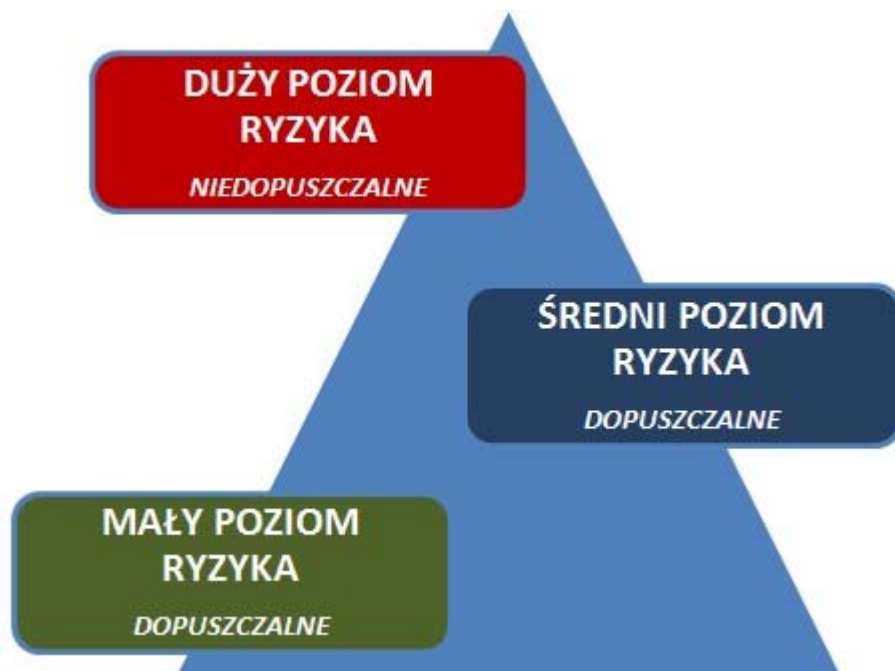 DUŻY POZIOM
RYZYKA
NIEDOPUSZCZALNE
ŚREDNI POZIOM
RYZYKA
DOPUSZCZALNE
MAŁY POZIOM
RYZYKA
DOPUSZCZALNE